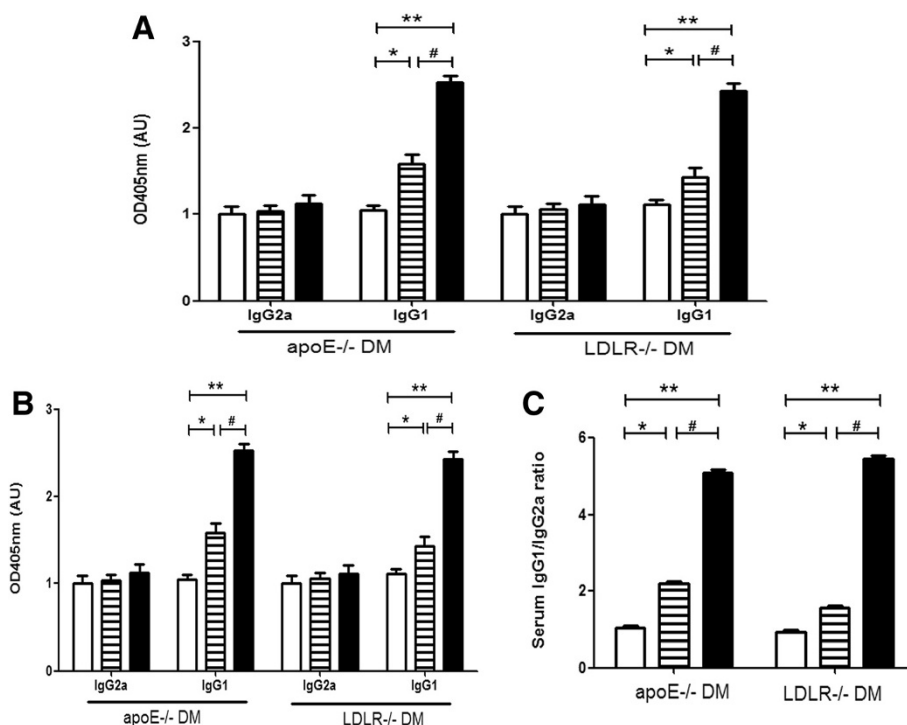 A
** **
* # * #
3
2
1
0
OD405nm (AU)
IgG2a IgG1 IgG2a IgG1
apoE-/- DM LDLR-/- DM
B
** **
* # * #
3
2
1
0
OD405nm (AU)
IgG2a IgG1 IgG2a IgG1
apoE-/- DM LDLR-/- DM
C
** **
* # * #
6
4
2
0
Serum IgG1/IgG2a ratio
apoE-/- DM LDLR-/- DM